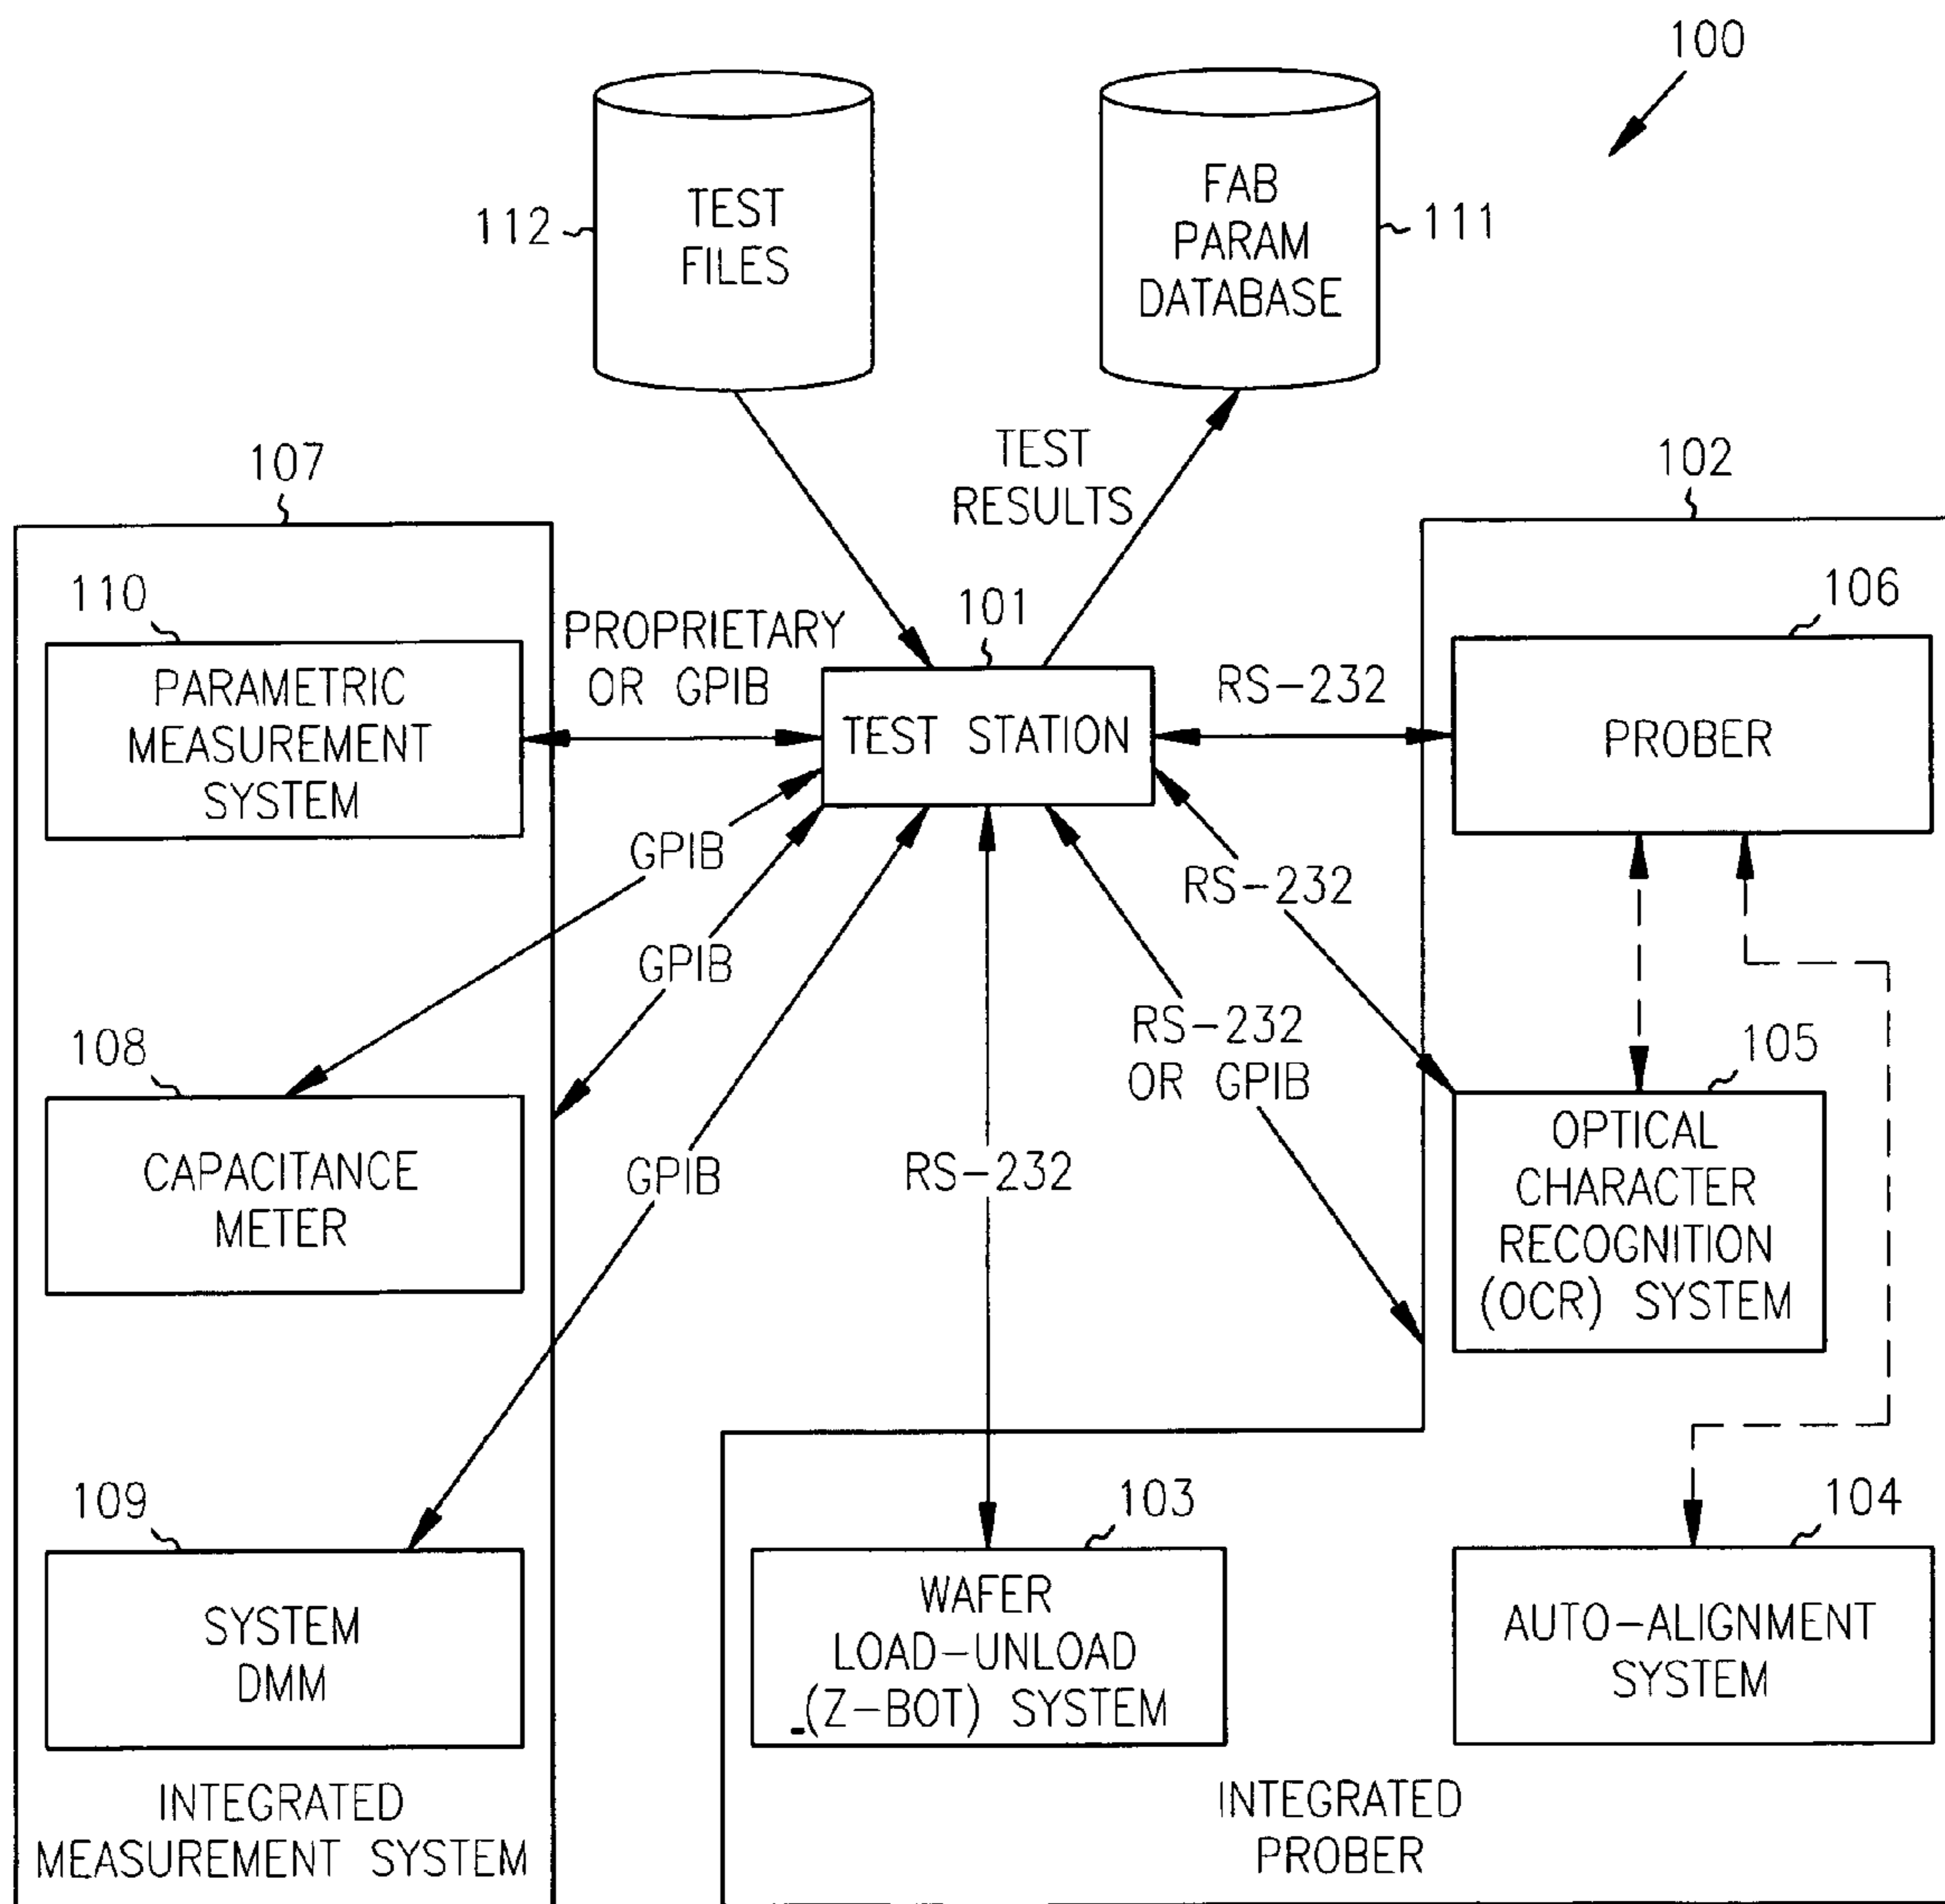 100
TEST
FILES
112
FAB
PARAM
DATABASE
111
TEST
RESULTS
107
102
110
PARAMETRIC
MEASUREMENT
SYSTEM
PROPRIETARY
OR GPIB
101
TEST STATION
RS-232
106
PROBER
GPIB
RS-232
GPIB
108
CAPACITANCE
METER
GPIB
RS-232
RS-232
OR GPIB
105
OPTICAL
CHARACTER
RECOGNITION
(OCR) SYSTEM
109
SYSTEM
DMM
103
WAFER
LOAD-UNLOAD
(Z-BOT) SYSTEM
104
AUTO-ALIGNMENT
SYSTEM
INTEGRATED
MEASUREMENT SYSTEM
INTEGRATED
PROBER